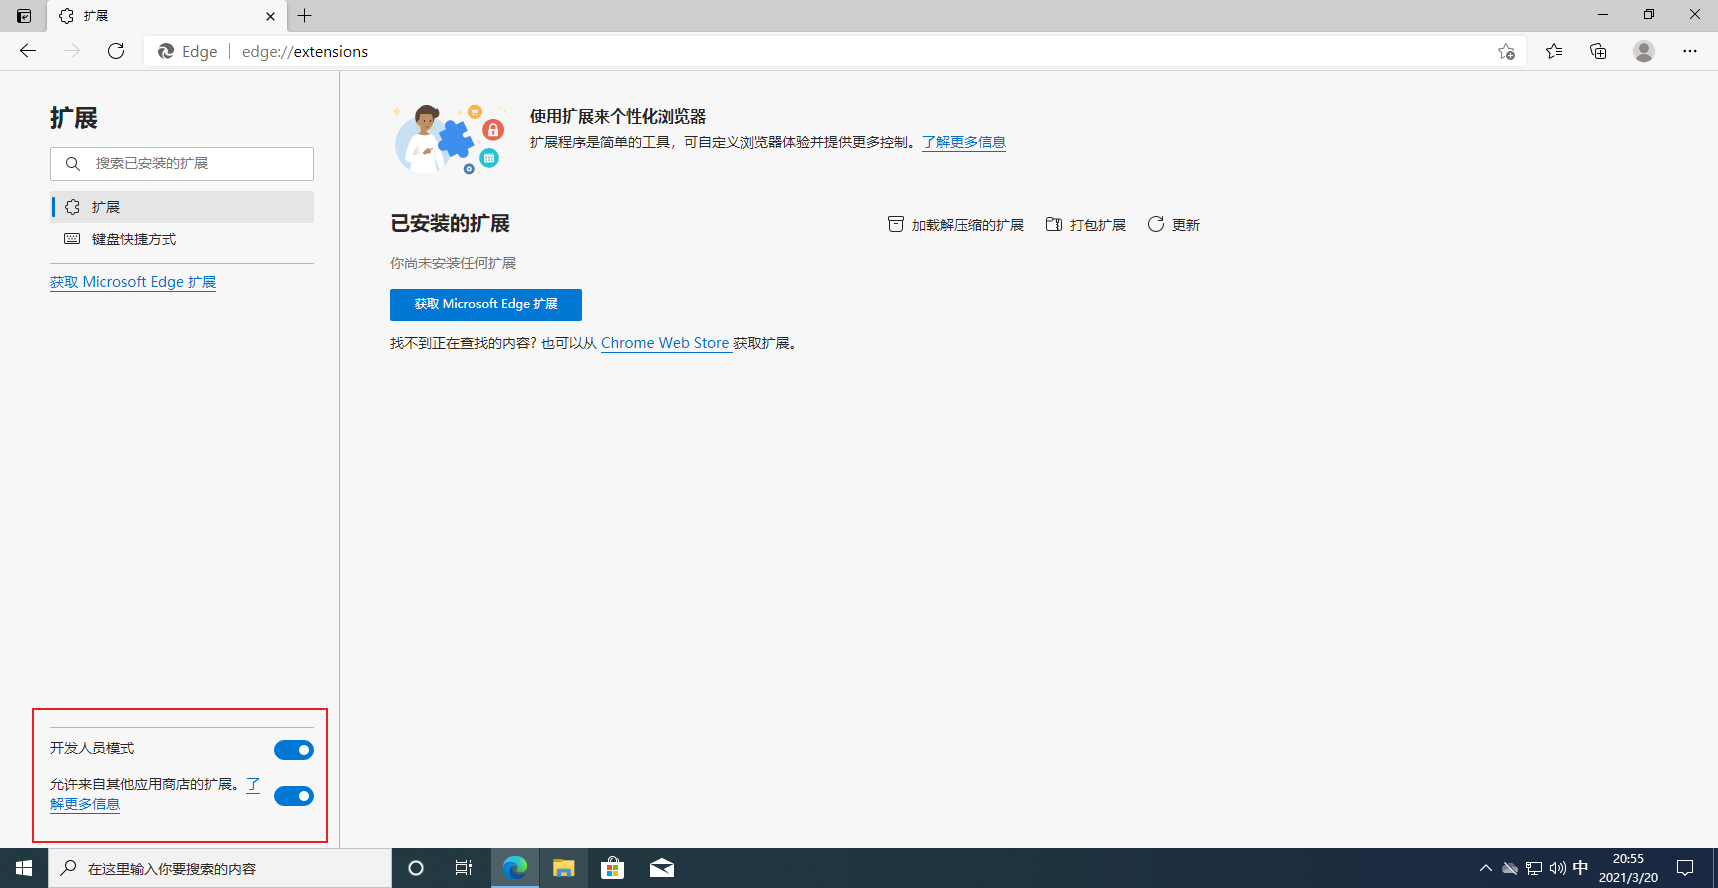 扩展
Edge
edge://extensions
扩展
搜索已安装的扩展
扩展
键盘快捷方式
获取 Microsoft Edge 扩展
使用扩展来个性化浏览器
扩展程序是简单的工具，可自定义浏览器体验并提供更多控制。了解更多信息
已安装的扩展
加载解压缩的扩展
打包扩展
更新
你尚未安装任何扩展
获取 Microsoft Edge 扩展
找不到正在查找的内容? 也可以从 Chrome Web Store 获取扩展。
开发人员模式
允许来自其他应用商店的扩展。了
解更多信息
在这里输入你要搜索的内容
中
20:55
2021/3/20